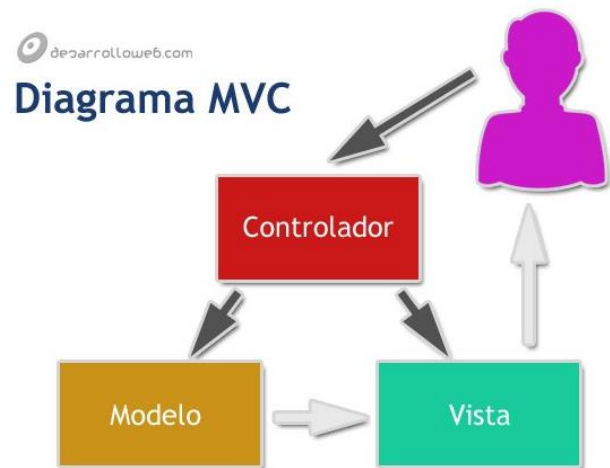 desarrolloweb.com
Diagrama MVC
Controlador
Modelo
Vista